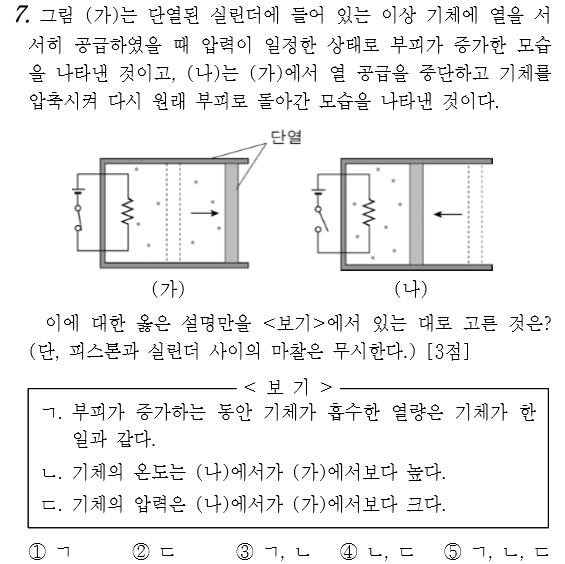 7. 그림 (가)는 단열된 실린더에 들어 있는 이상 기체에 열을 서
서히 공급하였을 때 압력이 일정한 상태로 부피가 증가한 모습
을 나타낸 것이고, (나)는 (가)에서 열 공급을 중단하고 기체를
압축시켜 다시 원래 부피로 돌아간 모습을 나타낸 것이다.
단열
(가)
(나)
이에 대한 옳은 설명만을 <보기>에서 있는 대로 고른 것은?
(단, 피스톤과 실린더 사이의 마찰은 무시한다.) [3점]
< 보 기 >
ㄱ. 부피가 증가하는 동안 기체가 흡수한 열량은 기체가 한
일과 같다.
ㄴ. 기체의 온도는 (나)에서가 (가)에서보다 높다.
ㄷ. 기체의 압력은 (나)에서가 (가)에서보다 크다.
① ㄱ ② ㄷ ③ ㄱ, ㄴ ④ ㄴ, ㄷ ⑤ ㄱ, ㄴ, ㄷ